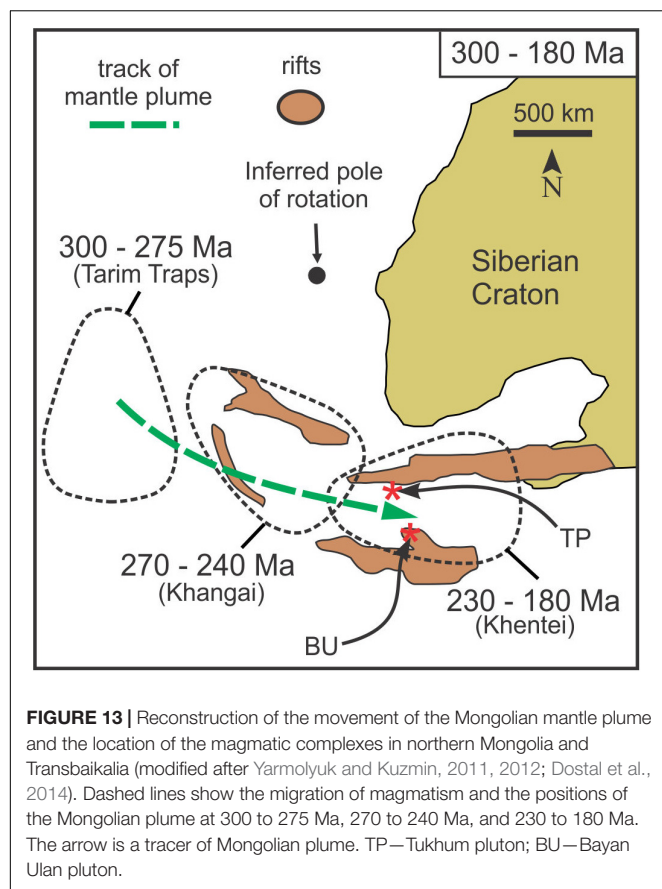 300 - 180 Ma
track of
mantle plume
rifts
500 km
N
Inferred pole
of rotation
300 - 275 Ma
(Tarim Traps)
Siberian
Craton
270 - 240 Ma
(Khangai)
TP
230 - 180 Ma
(Khentei)
BU
FIGURE 13 | Reconstruction of the movement of the Mongolian mantle plume
and the location of the magmatic complexes in northern Mongolia and
Transbaikalia (modified after Yarmolyuk and Kuzmin, 2011, 2012; Dostal et al.,
2014). Dashed lines show the migration of magmatism and the positions of
the Mongolian plume at 300 to 275 Ma, 270 to 240 Ma, and 230 to 180 Ma.
The arrow is a tracer of Mongolian plume. TP—Tukhum pluton; BU—Bayan
Ulan pluton.